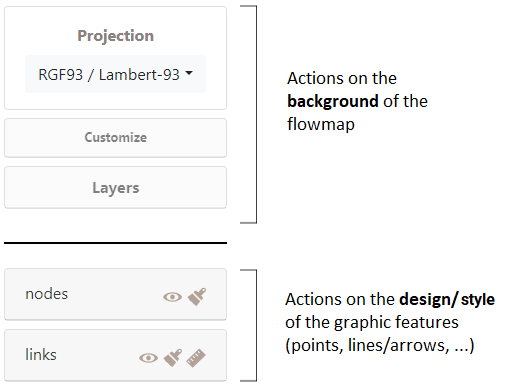 Projection
RGF93 / Lambert-93
Customize
Layers
Actions on the
background of the
flowmap
nodes
links
Actions on the design/style
of the graphic features
(points, lines/arrows, ...)